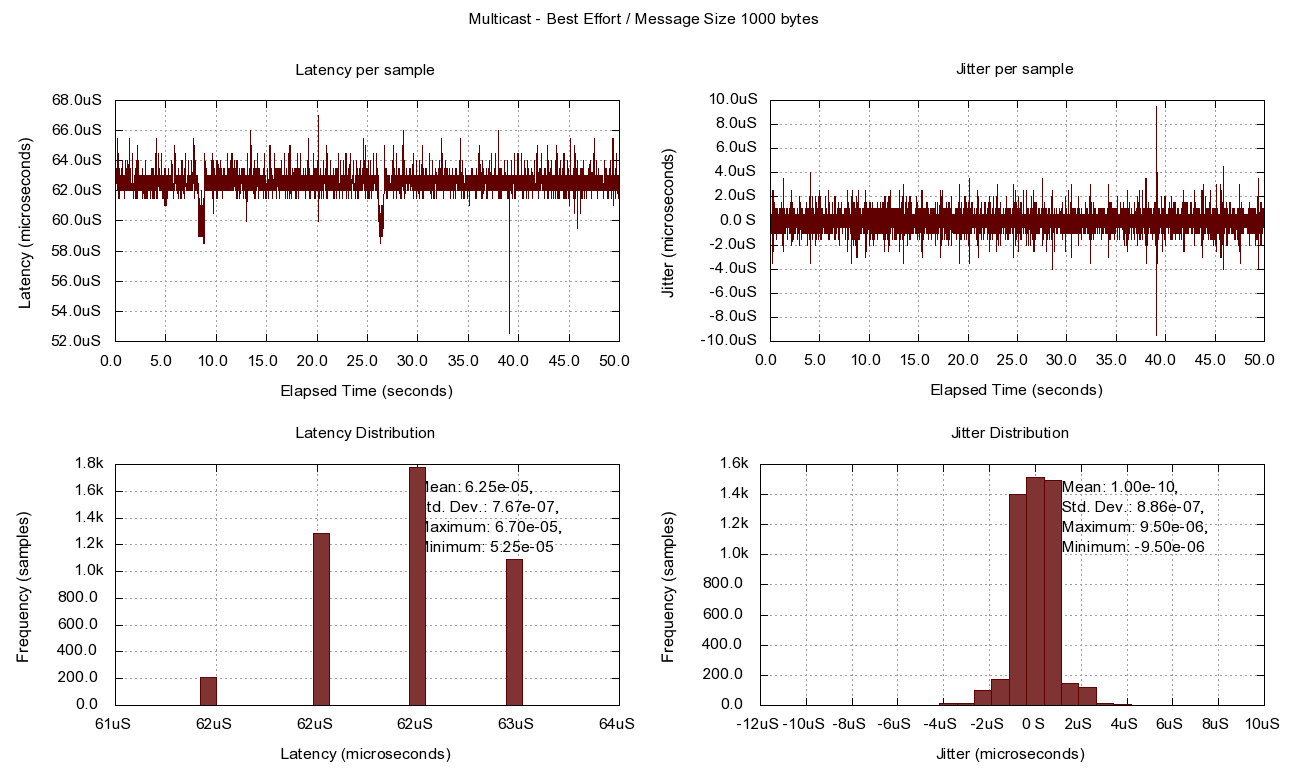 Multicast - Best Effort / Message Size 1000 bytes
Latency per sample
68.0uS
66.0uS
64.0uS
62.0uS
60.0uS
58.0uS
56.0uS
54.0uS
52.0uS
Latency (microseconds)
0.0 5.0 10.0 15.0 20.0 25.0 30.0 35.0 40.0 45.0 50.0
Elapsed Time (seconds)
Jitter per sample
10.0uS
8.0uS
6.0uS
4.0uS
2.0uS
0.0 S
-2.0uS
-4.0uS
-6.0uS
-8.0uS
-10.0uS
Jitter (microseconds)
0.0 5.0 10.0 15.0 20.0 25.0 30.0 35.0 40.0 45.0 50.0
Elapsed Time (seconds)
Latency Distribution
1.8k
1.6k
1.4k
1.2k
1.0k
800.0
600.0
400.0
200.0
0.0
Frequency (samples)
Mean: 6.25e-05,
Std. Dev.: 7.67e-07,
Maximum: 6.70e-05,
Minimum: 5.25e-05
61uS 62uS 62uS 62uS 63uS 64uS
Latency (microseconds)
Jitter Distribution
1.6k
1.4k
1.2k
1.0k
800.0
600.0
400.0
200.0
0.0
Frequency (samples)
Mean: 1.00e-10,
Std. Dev.: 8.86e-07,
Maximum: 9.50e-06,
Minimum: -9.50e-06
-12uS -10uS -8uS -6uS -4uS -2uS 0 S 2uS 4uS 6uS 8uS 10uS
Jitter (microseconds)